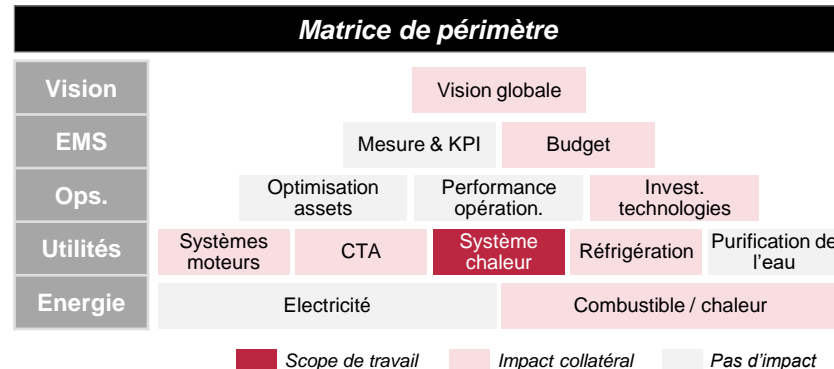 Matrice de périmètre
Vision
Vision globale
EMS
Mesure & KPI
Budget
Ops.
Optimisation
assets
Performance
opération.
Invest.
technologies
Utilités
Systèmes
moteurs
CTA
Système
chaleur
Réfrigération
Purification de
l'eau
Energie
Electricité
Combustible / chaleur
Scope de travail
Impact collatéral
Pas d'impact